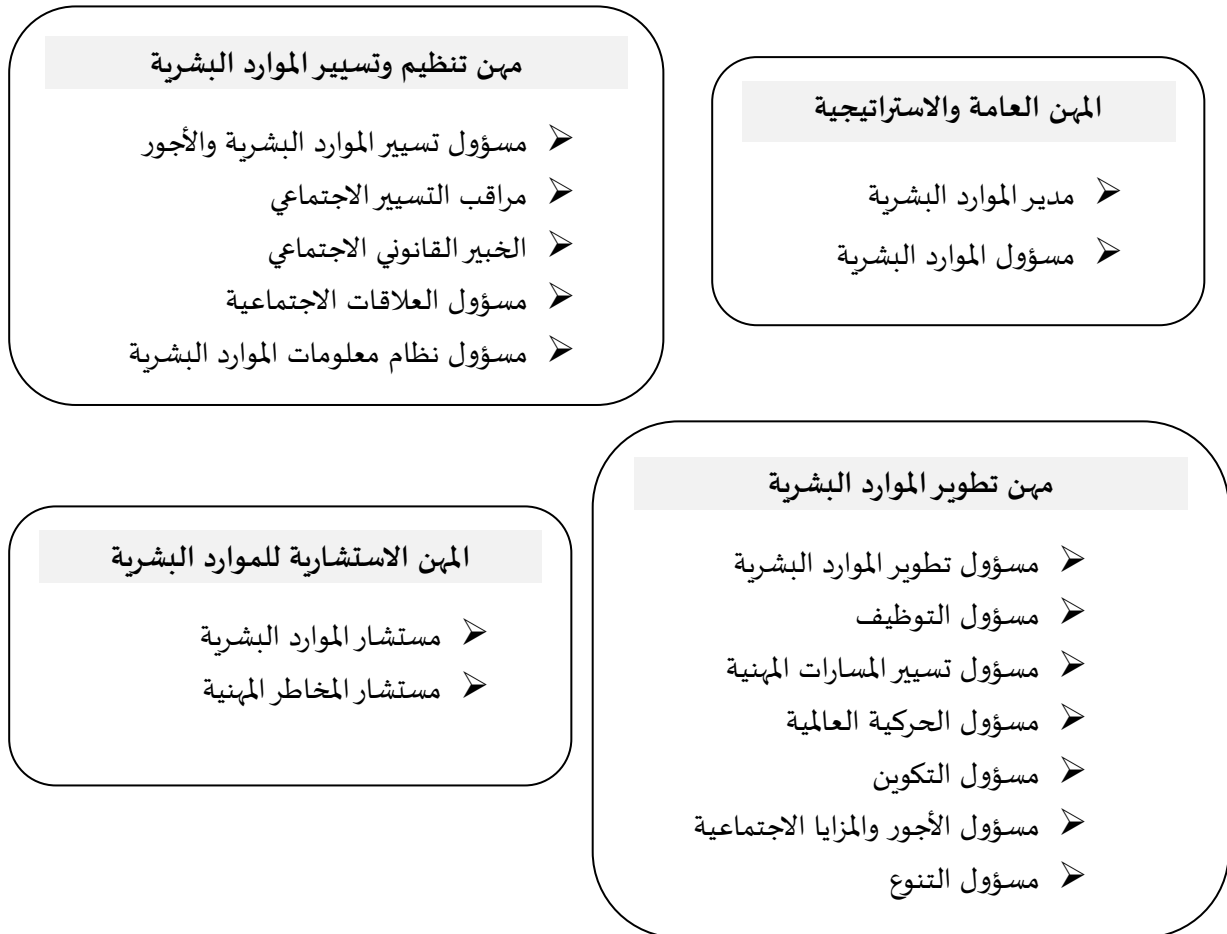 المهن العامة والاستراتيجية
➢ مدير الموارد البشرية
➢ مسؤول الموارد البشرية
مهن تنظيم وتسيير الموارد البشرية
➢ مسؤول تسيير الموارد البشرية والأجور
➢ مراقب التسيير الاجتماعي
➢ الخبير القانوني الاجتماعي
➢ مسؤول العلاقات الاجتماعية
➢ مسؤول نظام معلومات الموارد البشرية
مهن تطوير الموارد البشرية
➢ مسؤول تطوير الموارد البشرية
➢ مسؤول التوظيف
➢ مسؤول تسيير المسارات المهنية
➢ مسؤول الحركية العالمية
➢ مسؤول التكوين
➢ مسؤول الأجور والمزايا الاجتماعية
➢ مسؤول التنوع
المهن الاستشارية للموارد البشرية
➢ مستشار الموارد البشرية
➢ مستشار المخاطر المهنية